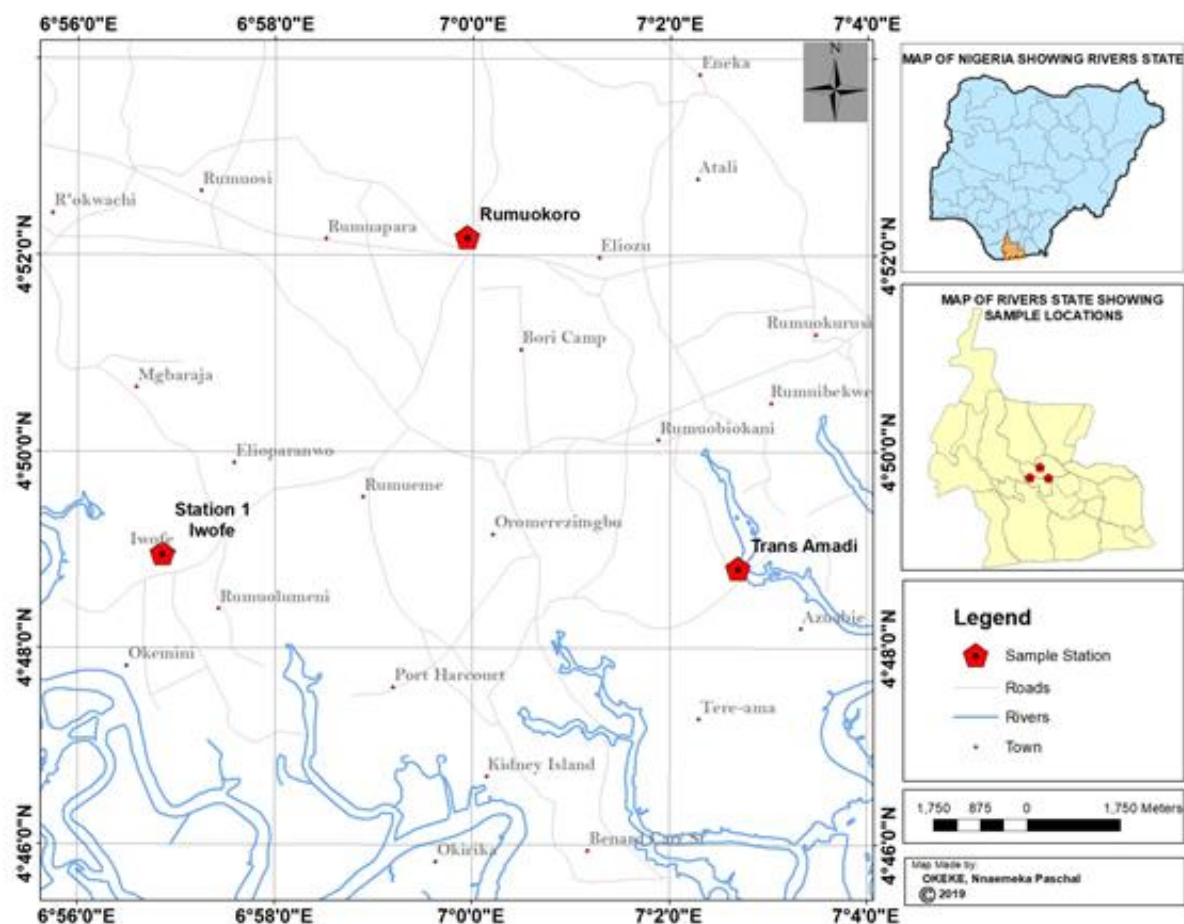 6°56'0"E 6°58'0"E 7°0'0"E 7°2'0"E 7°4'0"E
N
Eneka
Atali
Rumuosi
R'okwachi
Rumuapara
Rumuokoro
Eliozu
4°52'0"N
4°52'0"N
Rumuokurusi
Bori Camp
Mgbaraja
Rumnibekwe
Rumuobiokani
4°50'0"N
4°50'0"N
Elioparanwo
Rumueme
Station 1
Iwofe
Iwofe
Oromerezimgbu
Trans Amadi
Rumuolumeni
Azuobie
4°48'0"N
4°48'0"N
Okemini
Port Harcourt
Tere-ama
Kidney Island
Benard Carr St
4°46'0"N
4°46'0"N
Okirika
6°56'0"E 6°58'0"E 7°0'0"E 7°2'0"E 7°4'0"E
MAP OF NIGERIA SHOWING RIVERS STATE
MAP OF RIVERS STATE SHOWING
SAMPLE LOCATIONS
Legend
Sample Station
Roads
Rivers
Town
1,750 875 0 1,750 Meters
Map Made by:
OKEKE, Nnaemeka Paschal
© 2019